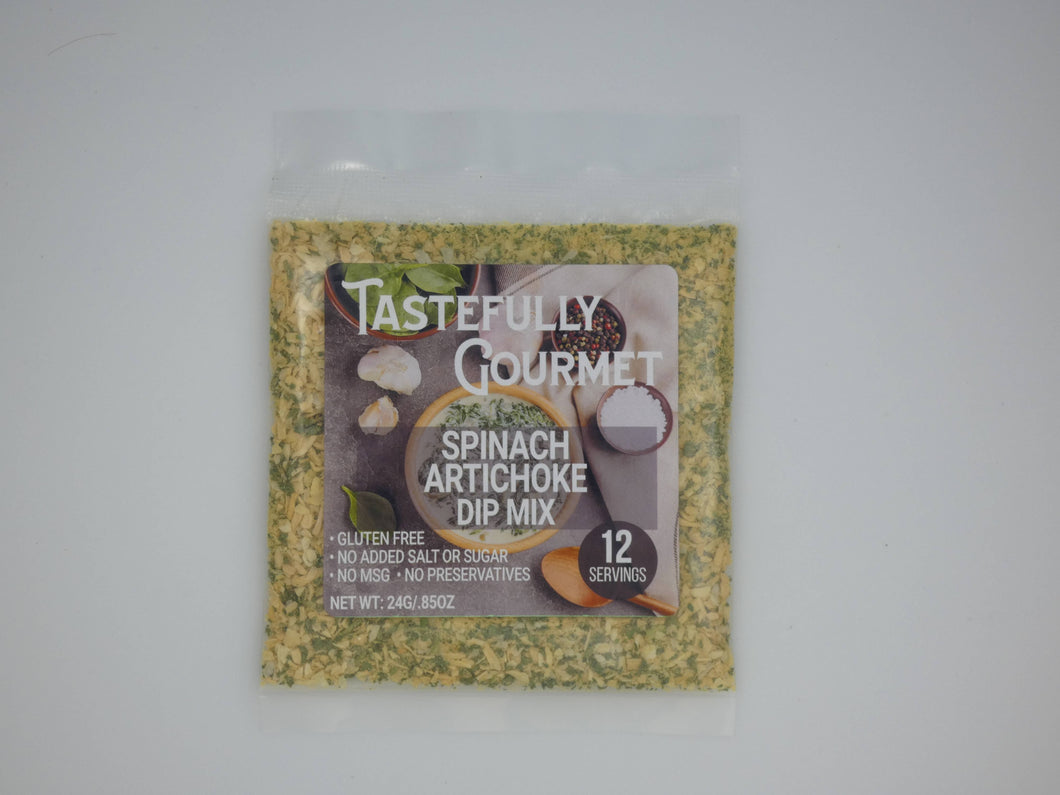 TASTEFULLY
GOURMET
SPINACH
ARTICHOKE
DIP MIX
• GLUTEN FREE
• NO ADDED SALT OR SUGAR
• NO MSG • NO PRESERVATIVES
NET WT: 24G/.85OZ
12
SERVINGS